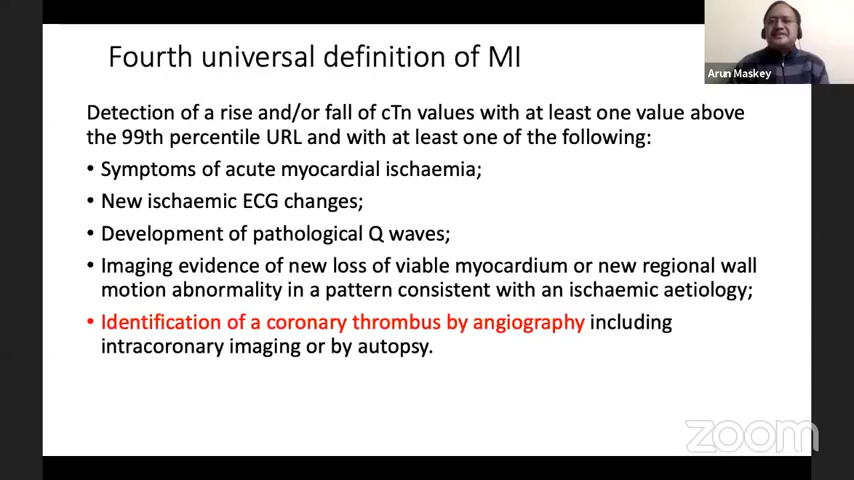 Fourth universal definition of MI
Arun Maskey
Detection of a rise and/or fall of cTn values with at least one value above
the 99th percentile URL and with at least one of the following:
• Symptoms of acute myocardial ischaemia;
• New ischaemic ECG changes;
• Development of pathological Q waves;
• Imaging evidence of new loss of viable myocardium or new regional wall
motion abnormality in a pattern consistent with an ischaemic aetiology;
• Identification of a coronary thrombus by angiography including
intracoronary imaging or by autopsy.
zoom